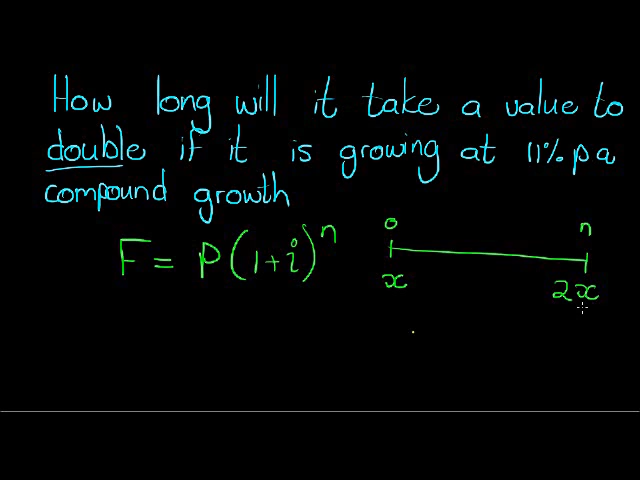 How long will it take a value to
double if it is growing at 11% pa
compound growth
F = P(1+i)^n
0 n
x 2x